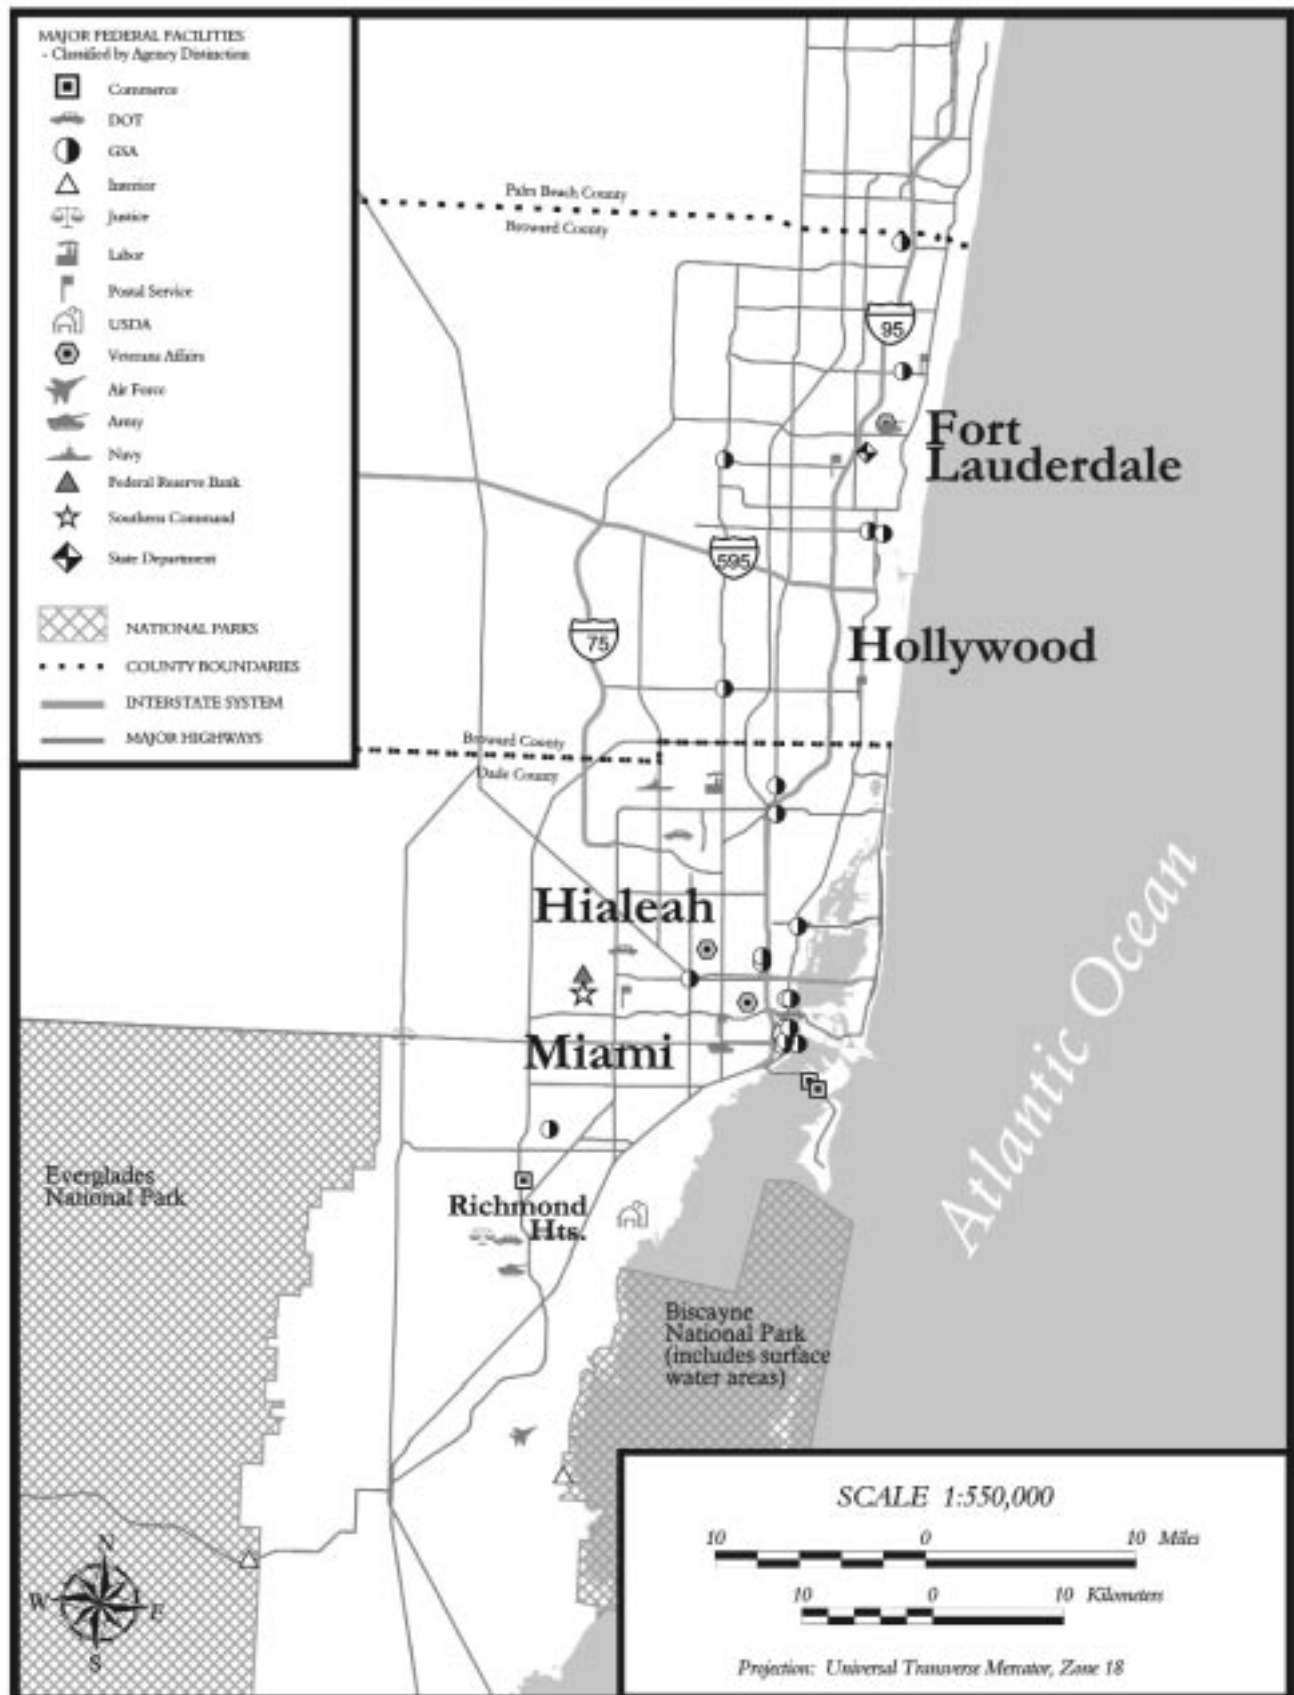 MAJOR FEDERAL FACILITIES
- Classified by Agency Distinction
Commerce
DOT
GSA
Interior
Justice
Labor
Postal Service
USDA
Veterans Affairs
Air Force
Army
Navy
Federal Reserve Bank
Southern Command
State Department
NATIONAL PARKS
COUNTY BOUNDARIES
INTERSTATE SYSTEM
MAJOR HIGHWAYS
Palm Beach County
Broward County
95
Fort
Lauderdale
595
75
Hollywood
Broward County
Dade County
Hialeah
Miami
Atlantic Ocean
Everglades
National Park
Richmond
Hts.
Biscayne
National Park
(includes surface
water areas)
N
W E
S
SCALE 1:550,000
10 0 10 Miles
10 0 10 Kilometers
Projection: Universal Transverse Mercator, Zone 18